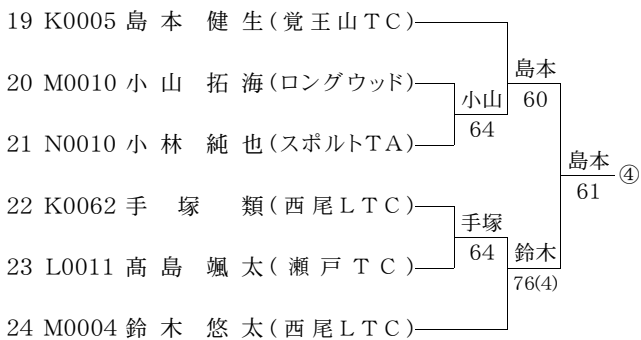 19 K0005 島本 健生(覚王山TC)
島本
20 M0010 小山 拓海(ロングウッド)
小山
60
64
21 N0010 小林 純也(スポルトTA)
島本
④
61
22 K0062 手塚 類(西尾LTC)
手塚
64
鈴木
23 L0011 髙島 颯太(瀬戸TC)
76(4)
24 M0004 鈴木 悠太(西尾LTC)